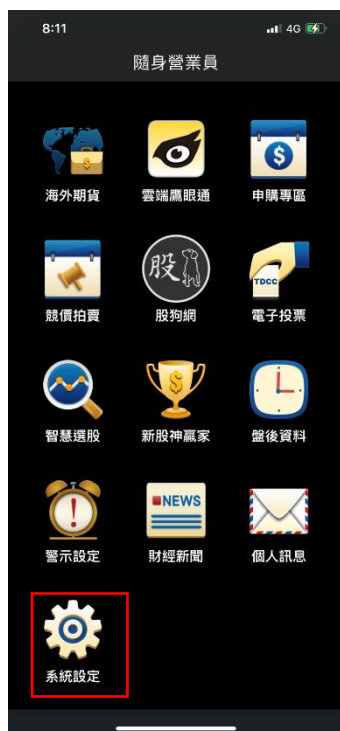 8:11 4G
隨身營業員
$
海外期貨 雲端鷹眼通 申購專區
股 TDCC
競價拍賣 股狗網 電子投票
$
智慧選股 新股神贏家 盤後資料
! NEWS
警示設定 財經新聞 個人訊息
系統設定